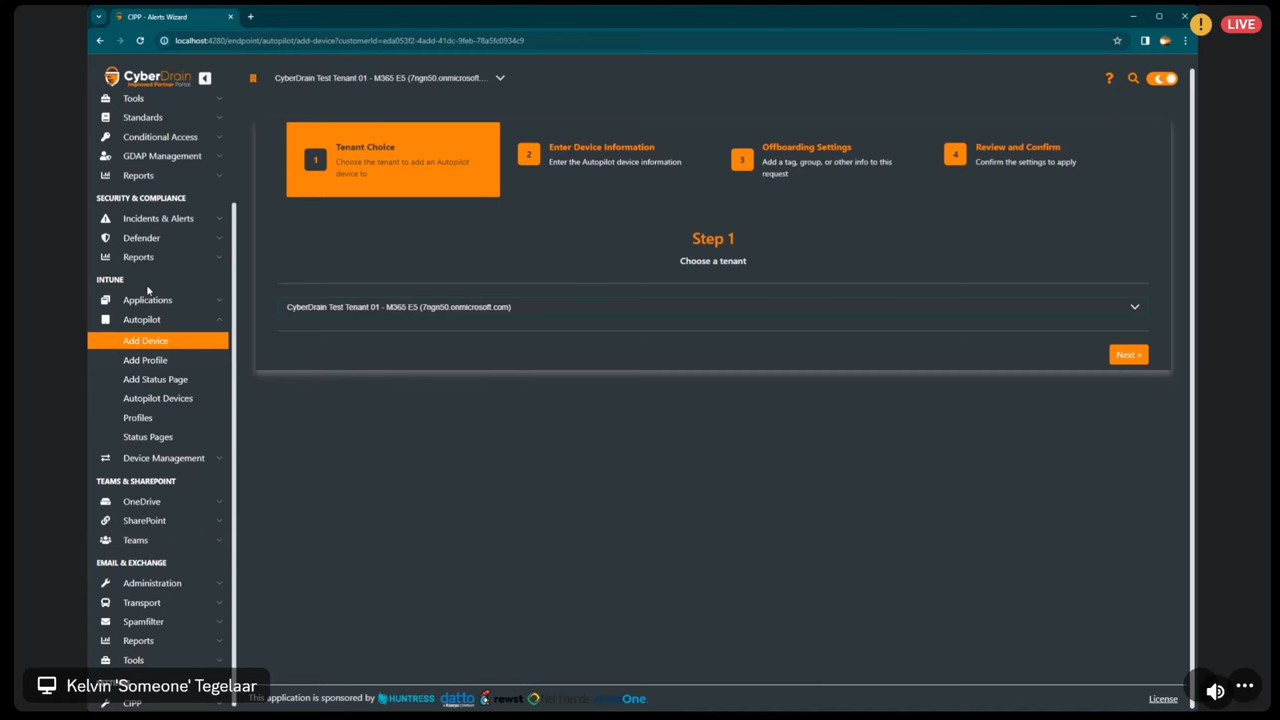 CIPP - Alerts Wizard
LIVE
localhost:4280/endpoint/autopilot/add-device?customerId=eda053f2-4add-41dc-9feb-78a5fc0934c9
CyberDrain
Improved Partner Portal
CyberDrain Test Tenant 01 - M365 E5 (7ngn50.onmicrosoft....
?
Tools
Standards
Conditional Access
GDAP Management
Reports
SECURITY & COMPLIANCE
Incidents & Alerts
Defender
Reports
INTUNE
Applications
Autopilot
Add Device
Add Profile
Add Status Page
Autopilot Devices
Profiles
Status Pages
Device Management
TEAMS & SHAREPOINT
OneDrive
SharePoint
Teams
EMAIL & EXCHANGE
Administration
Transport
Spamfilter
Reports
Tools
CIPP
1
Tenant Choice
Choose the tenant to add an Autopilot
device to
2
Enter Device Information
Enter the Autopilot device information
3
Offboarding Settings
Add a tag, group, or other info to this
request
4
Review and Confirm
Confirm the settings to apply
Step 1
Choose a tenant
CyberDrain Test Tenant 01 - M365 E5 (7ngn50.onmicrosoft.com)
Next »
Kelvin 'Someone' Tegelaar
This application is sponsored by HUNTRESS datto rewst One.
License